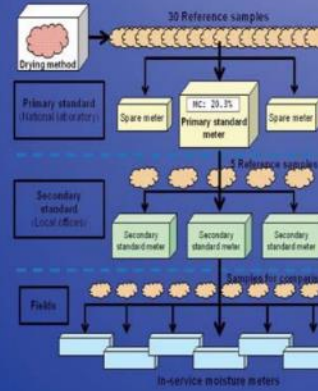 30 Reference samples
Drying method
Primary standard
(National laboratory)
Spare meter
MC: 20.3%
Primary standard
meter
Spare meter
5 Reference samples
Secondary
standard
(Local offices)
Secondary
standard meter
Secondary
standard meter
Secondary
standard meter
Samples for comparis
Fields
In-service moisture meters